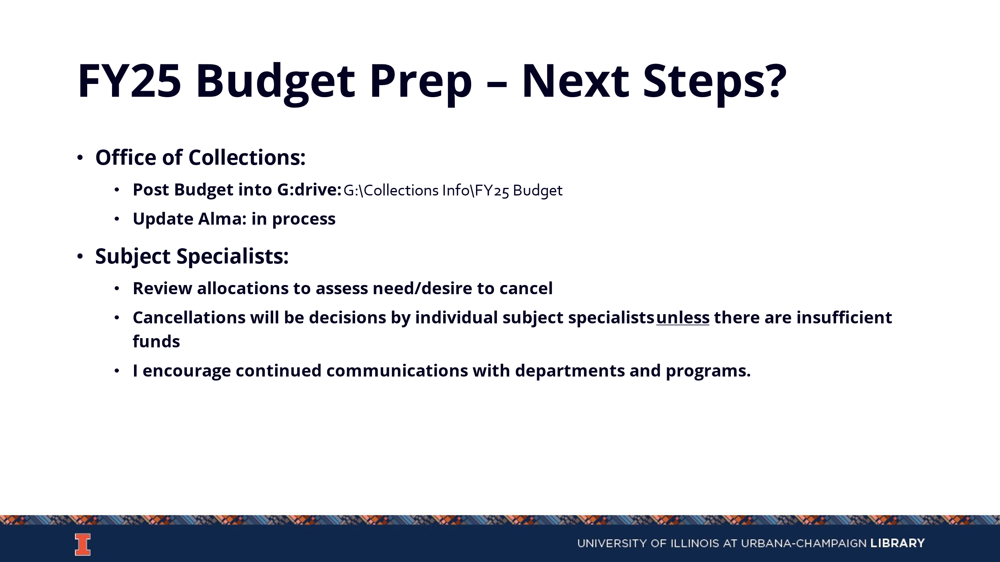 FY25 Budget Prep – Next Steps?
• Office of Collections:
• Post Budget into G:drive: G:\Collections Info\FY25 Budget
• Update Alma: in process
• Subject Specialists:
• Review allocations to assess need/desire to cancel
• Cancellations will be decisions by individual subject specialists unless there are insufficient
funds
• I encourage continued communications with departments and programs.
I
UNIVERSITY OF ILLINOIS AT URBANA-CHAMPAIGN LIBRARY